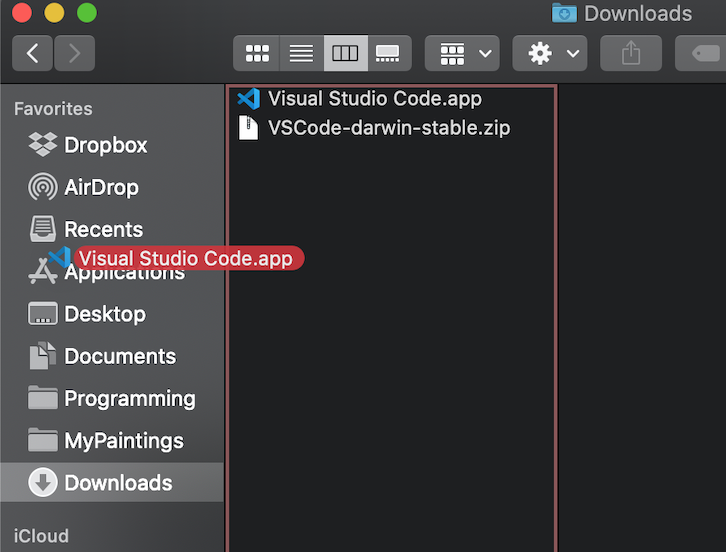 Downloads
Favorites
Visual Studio Code.app
VSCode-darwin-stable.zip
Dropbox
AirDrop
Recents
Visual Studio Code.app
Applications
Desktop
Documents
Programming
MyPaintings
Downloads
iCloud